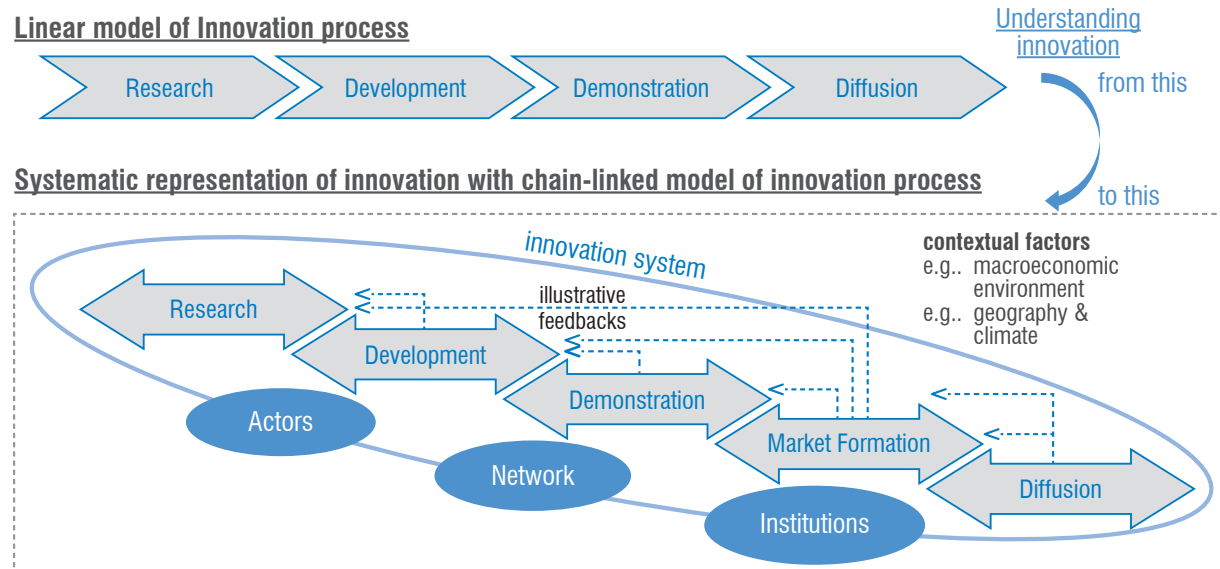 Linear model of Innovation process
Understanding
innovation
from this
Research
Development
Demonstration
Diffusion
Systematic representation of innovation with chain-linked model of innovation process
to this
innovation system
contextual factors
e.g.. macroeconomic
environment
e.g.. geography &
climate
illustrative
feedbacks
Research
Development
Demonstration
Market Formation
Diffusion
Actors
Network
Institutions